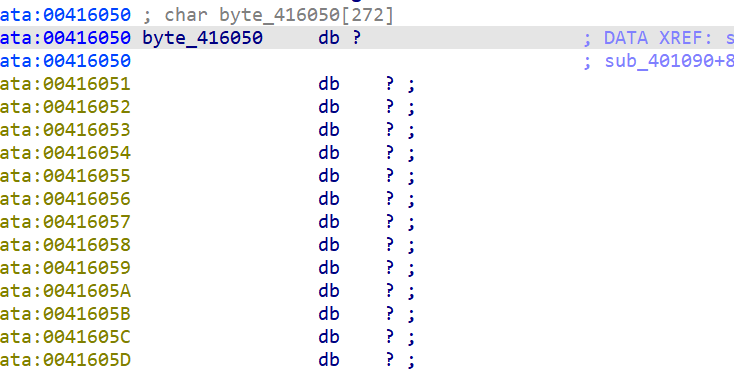 ata:00416050 ; char byte_416050[272]
ata:00416050 byte_416050 db ? ; DATA XREF: s
ata:00416050 ; sub_401090+8
ata:00416051 db ? ;
ata:00416052 db ? ;
ata:00416053 db ? ;
ata:00416054 db ? ;
ata:00416055 db ? ;
ata:00416056 db ? ;
ata:00416057 db ? ;
ata:00416058 db ? ;
ata:00416059 db ? ;
ata:0041605A db ? ;
ata:0041605B db ? ;
ata:0041605C db ? ;
ata:0041605D db ? ;